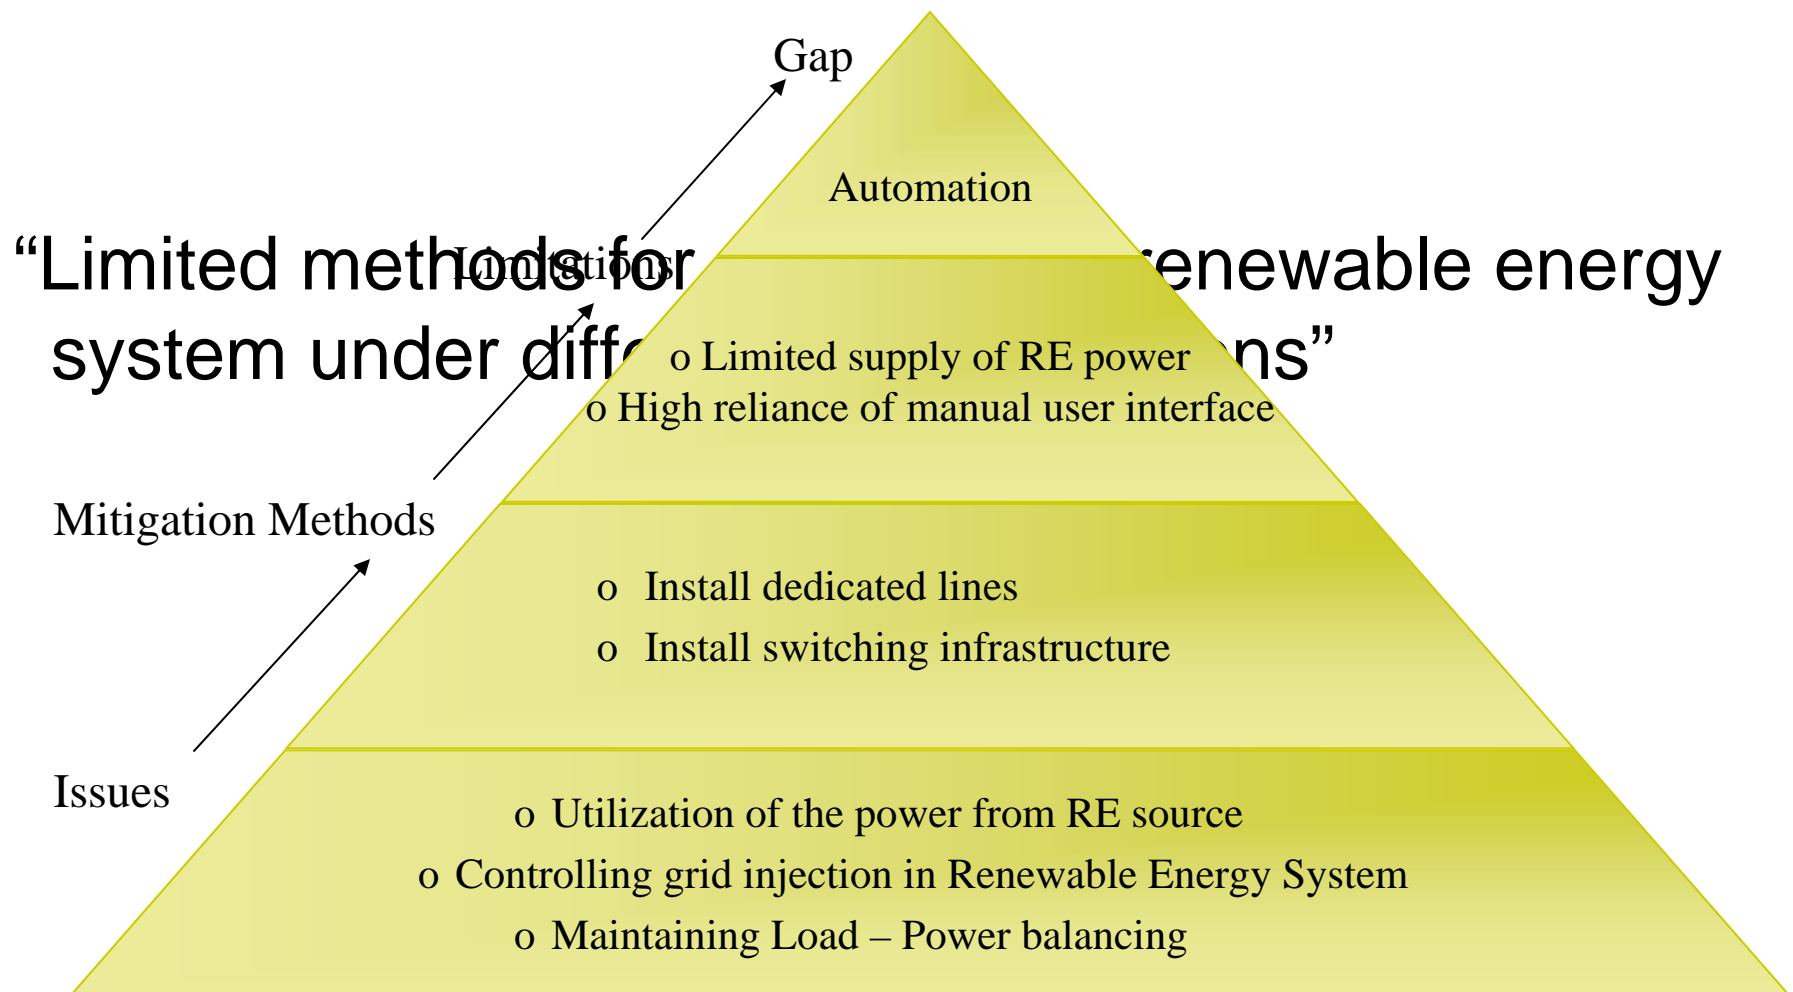 Gap
Automation
“Limited methods for renewable energy
system under ns”
Limitations
o Limited supply of RE power
o High reliance of manual user interface
Mitigation Methods
o Install dedicated lines
o Install switching infrastructure
Issues
o Utilization of the power from RE source
o Controlling grid injection in Renewable Energy System
o Maintaining Load – Power balancing